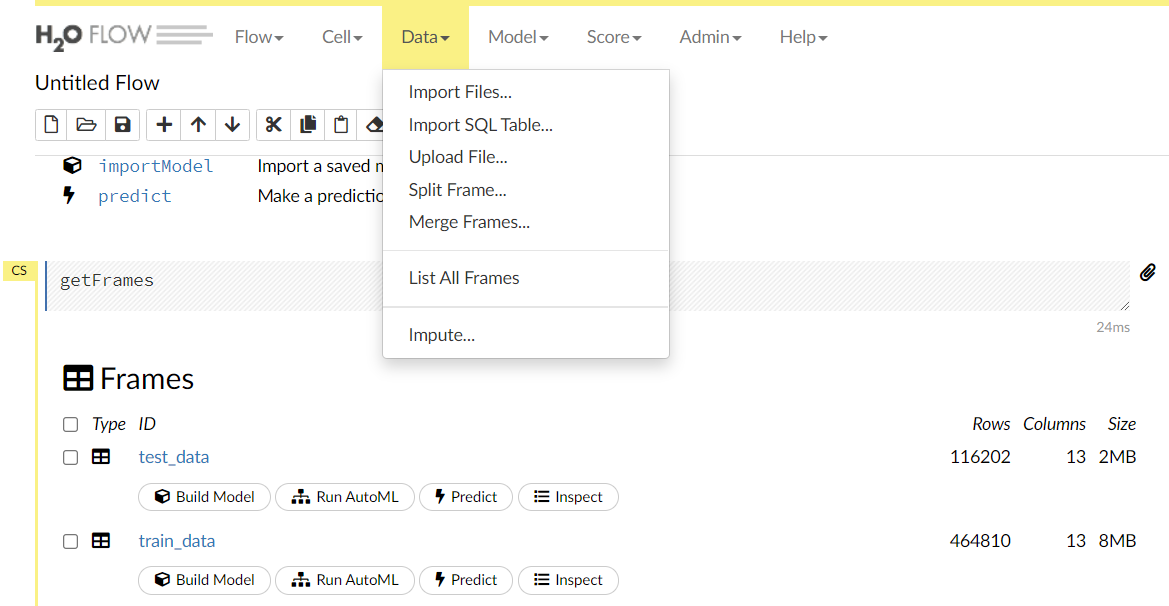 H2O FLOW Flow Cell Data Model Score Admin Help
Untitled Flow
Import Files...
Import SQL Table...
Upload File...
Split Frame...
Merge Frames...
List All Frames
Impute...
importModel Import a saved m
predict Make a predictio
CS
getFrames
24ms
Frames
Type ID Rows Columns Size
test_data 116202 13 2MB
Build Model Run AutoML Predict Inspect
train_data 464810 13 8MB
Build Model Run AutoML Predict Inspect